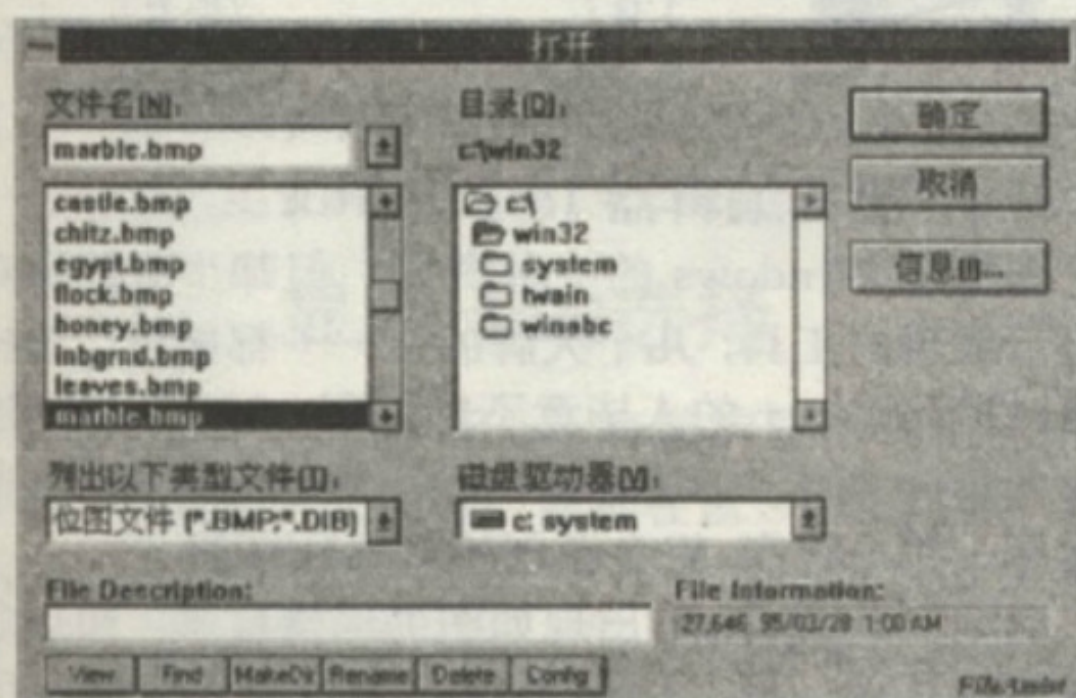 打开
文件名(N):
marble.bmp
castle.bmp
chitz.bmp
egypt.bmp
flock.bmp
honey.bmp
leaves.bmp
marble.bmp
列出以下类型文件(T):
位图文件 (*.BMP;*.DIB)
目录(D):
c:\win32
c:\
win32
system
twain
winabc
磁盘驱动器(V):
c: system
确定
取消
信息(I)...
File Description:
File Information:
27,646 95/03/28 1:00 AM
View Find MakeDir Rename Delete Config